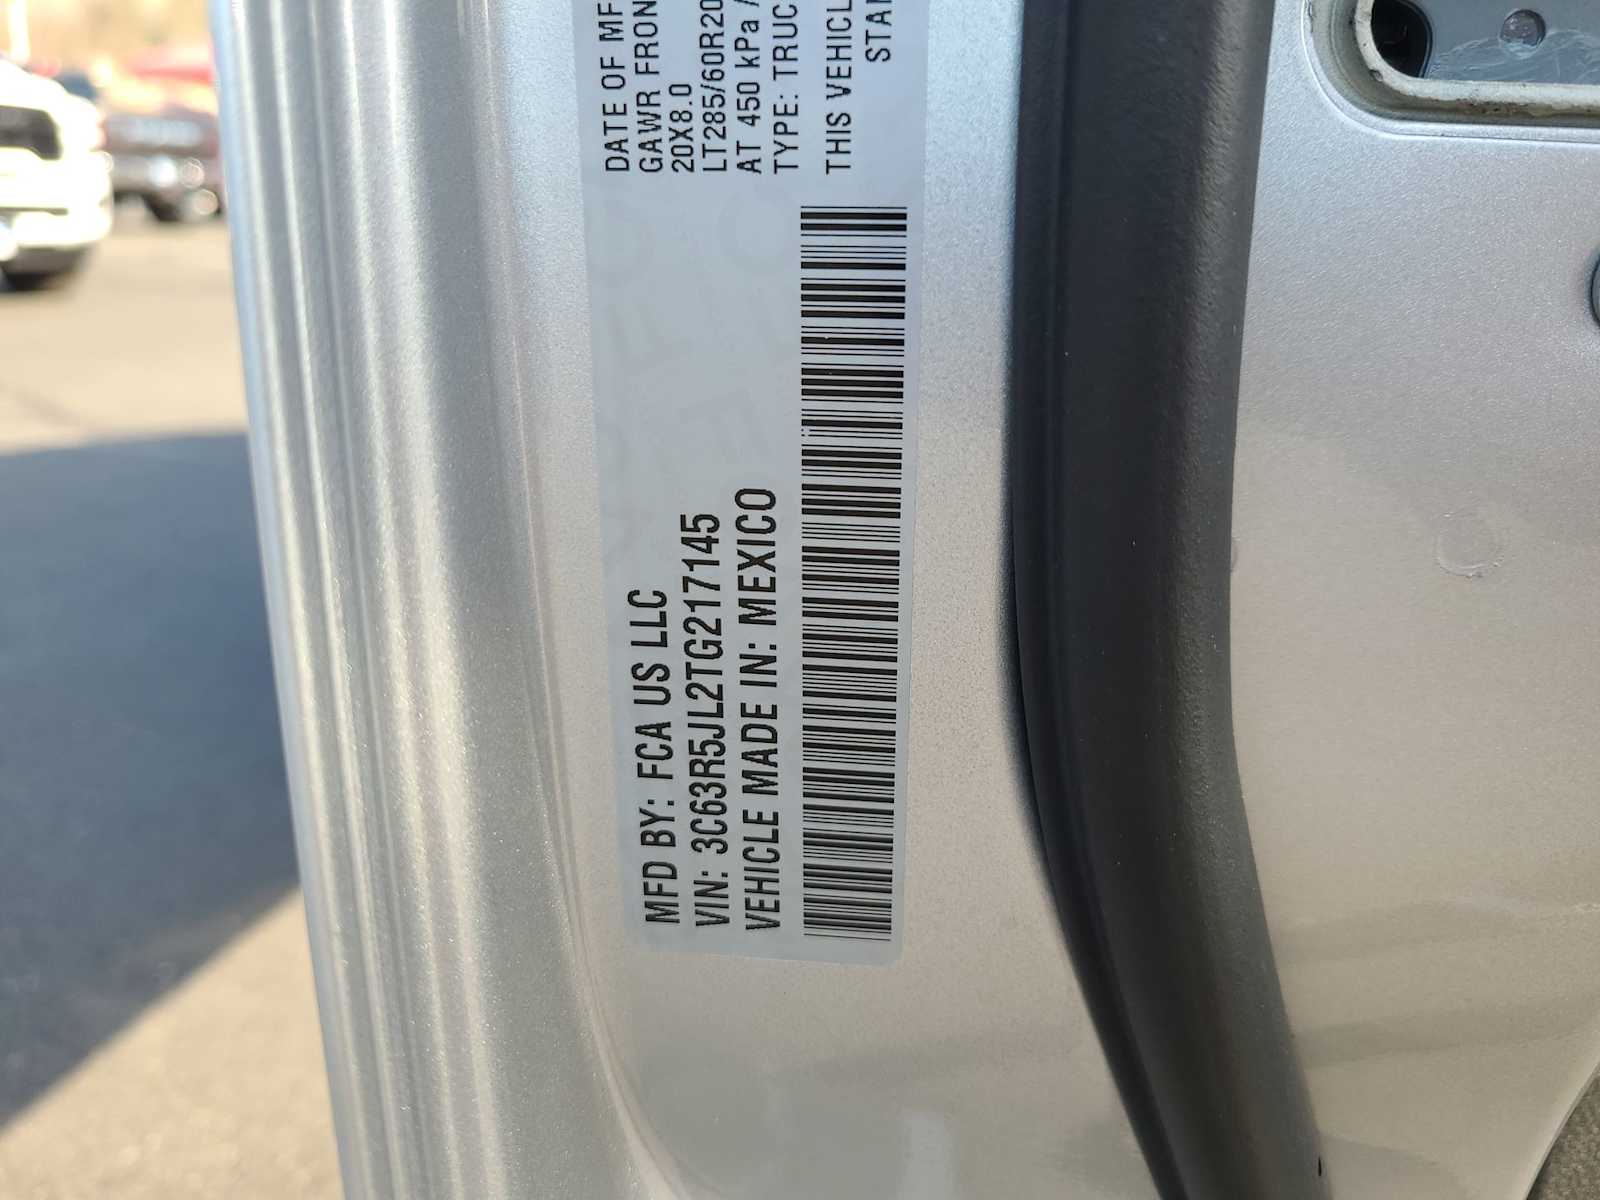 DATE OF MF
GAWR FRON
20X8.0
LT285/60R20
AT 450 kPa /
TYPE: TRUC
THIS VEHICL
STAN
MFD BY: FCA US LLC
VIN: 3C63R5JL2TG217145
VEHICLE MADE IN: MEXICO